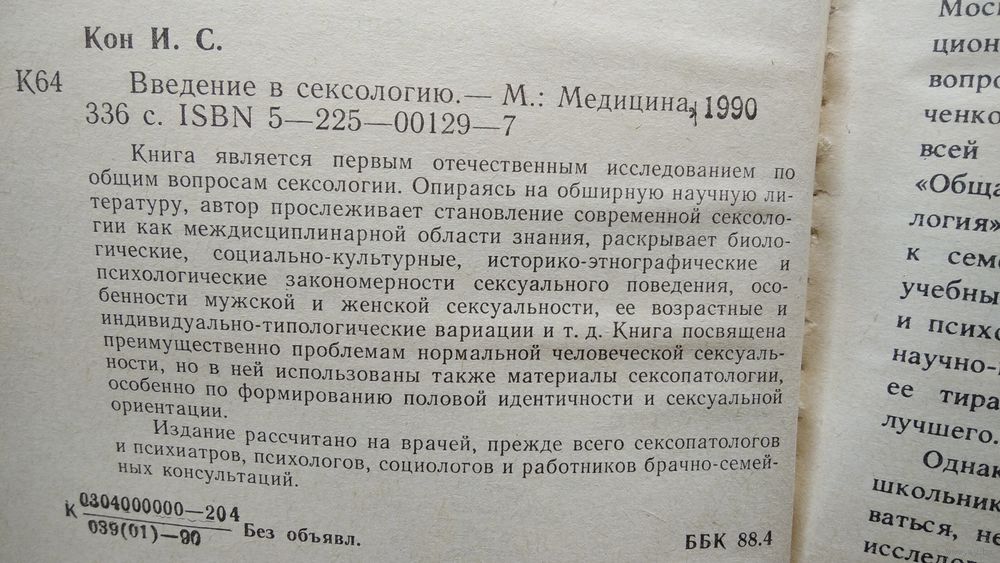 Кон И. С.
К64 Введение в сексологию.— М.: Медицина, 1990
336 с. ISBN 5—225—00129—7
Книга является первым отечественным исследованием по
общим вопросам сексологии. Опираясь на обширную научную ли-
тературу, автор прослеживает становление современной сексоло-
гии как междисциплинарной области знания, раскрывает биоло-
гические, социально-культурные, историко-этнографические и
психологические закономерности сексуального поведения, осо-
бенности мужской и женской сексуальности, ее возрастные и
индивидуально-типологические вариации и т. д. Книга посвящена
преимущественно проблемам нормальной человеческой сексуаль-
ности, но в ней использованы также материалы сексопатологии,
особенно по формированию половой идентичности и сексуальной
ориентации.
Издание рассчитано на врачей, прежде всего сексопатологов
и психиатров, психологов, социологов и работников брачно-семей-
ных консультаций.
К 0304000000—204
039(01)—90 Без объявл.
ББК 88.4
Моск
цион
вопро
ченко
всей
«Обща
логия»
к сем
учебны
и психо
научно-
ее тира
лучшего.
Однак
школьник
ваться, не
исследо